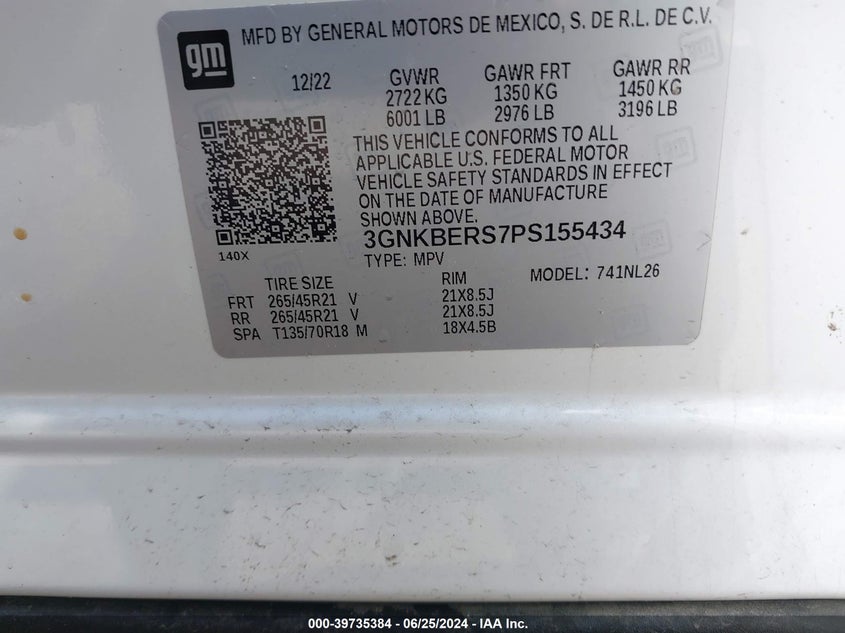 gm
MFD BY GENERAL MOTORS DE MEXICO, S. DE R.L. DE C.V.
12/22 GVWR GAWR FRT GAWR RR
2722 KG 1350 KG 1450 KG
6001 LB 2976 LB 3196 LB
THIS VEHICLE CONFORMS TO ALL
APPLICABLE U.S. FEDERAL MOTOR
VEHICLE SAFETY STANDARDS IN EFFECT
ON THE DATE OF MANUFACTURE
SHOWN ABOVE.
3GNKBERS7PS155434
140X TYPE: MPV
TIRE SIZE RIM MODEL: 741NL26
FRT 265/45R21 V 21X8.5J
RR 265/45R21 V 21X8.5J
SPA T135/70R18 M 18X4.5B
000-39735384 - 06/25/2024 - IAA Inc.